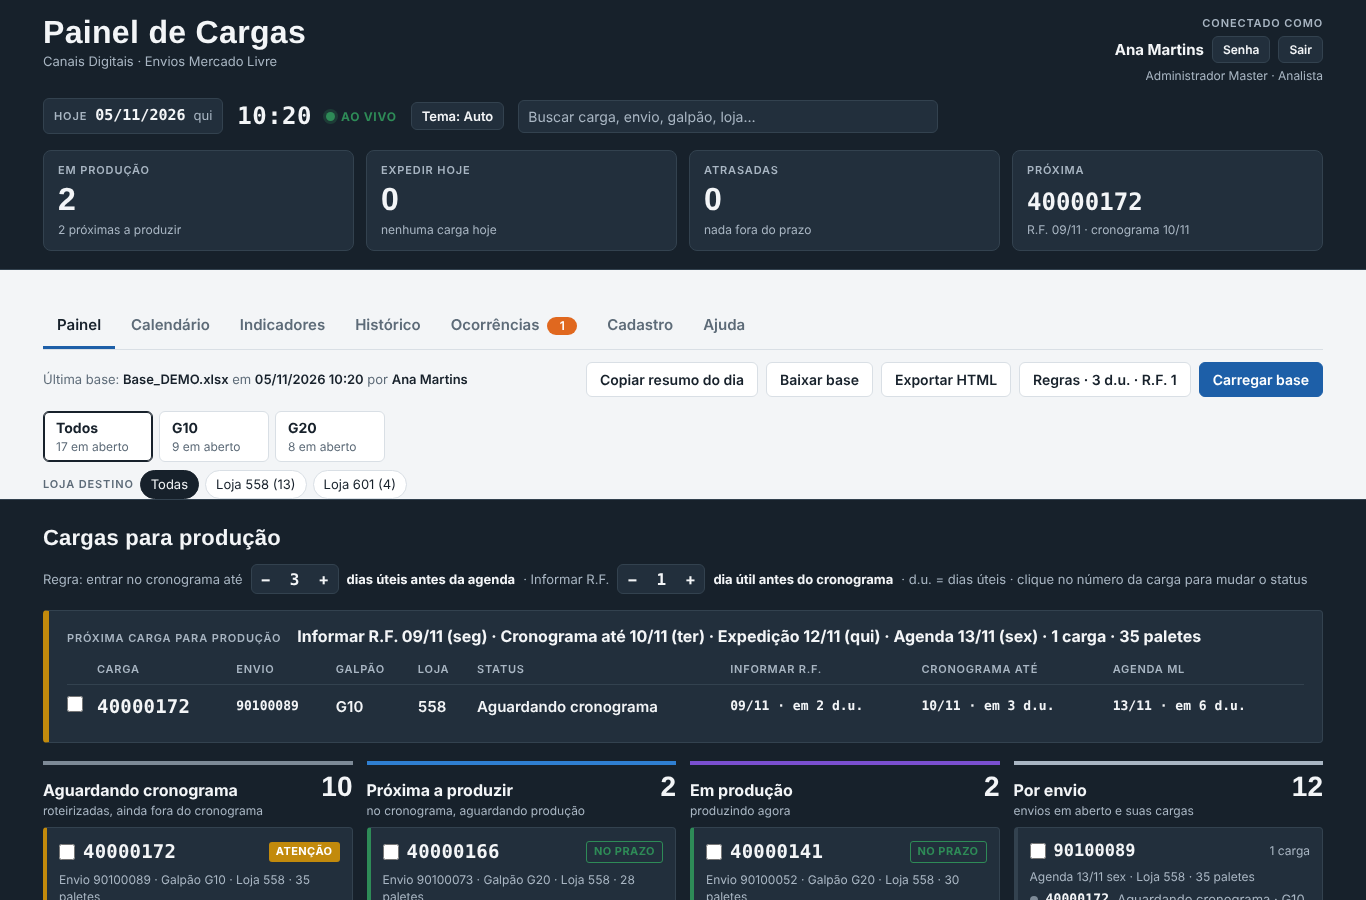 Painel de Cargas
Canais Digitais · Envios Mercado Livre
CONECTADO COMO
Ana Martins Senha Sair
Administrador Master · Analista
HOJE 05/11/2026 qui 10:20 AO VIVO Tema: Auto Buscar carga, envio, galpão, loja...
EM PRODUÇÃO
2
2 próximas a produzir
EXPEDIR HOJE
0
nenhuma carga hoje
ATRASADAS
0
nada fora do prazo
PRÓXIMA
40000172
R.F. 09/11 · cronograma 10/11
Painel Calendário Indicadores Histórico Ocorrências 1 Cadastro Ajuda
Última base: Base_DEMO.xlsx em 05/11/2026 10:20 por Ana Martins
Copiar resumo do dia Baixar base Exportar HTML Regras · 3 d.u. · R.F. 1 Carregar base
Todos
17 em aberto
G10
9 em aberto
G20
8 em aberto
LOJA DESTINO Todas Loja 558 (13) Loja 601 (4)
Cargas para produção
Regra: entrar no cronograma até − 3 + dias úteis antes da agenda · Informar R.F. − 1 + dia útil antes do cronograma · d.u. = dias úteis · clique no número da carga para mudar o status
PRÓXIMA CARGA PARA PRODUÇÃO Informar R.F. 09/11 (seg) · Cronograma até 10/11 (ter) · Expedição 12/11 (qui) · Agenda 13/11 (sex) · 1 carga · 35 paletes
CARGA ENVIO GALPÃO LOJA STATUS INFORMAR R.F. CRONOGRAMA ATÉ AGENDA ML
40000172 90100089 G10 558 Aguardando cronograma 09/11 · em 2 d.u. 10/11 · em 3 d.u. 13/11 · em 6 d.u.
Aguardando cronograma 10
roteirizadas, ainda fora do cronograma
40000172 ATENÇÃO
Envio 90100089 · Galpão G10 · Loja 558 · 35
paletes
Próxima a produzir 2
no cronograma, aguardando produção
40000166 NO PRAZO
Envio 90100073 · Galpão G20 · Loja 558 · 28
paletes
Em produção 2
produzindo agora
40000141 NO PRAZO
Envio 90100052 · Galpão G20 · Loja 558 · 30
paletes
Por envio 12
envios em aberto e suas cargas
90100089 1 carga
Agenda 13/11 sex · Loja 558 · 35 paletes
40000172 Aguardando cronograma · G10